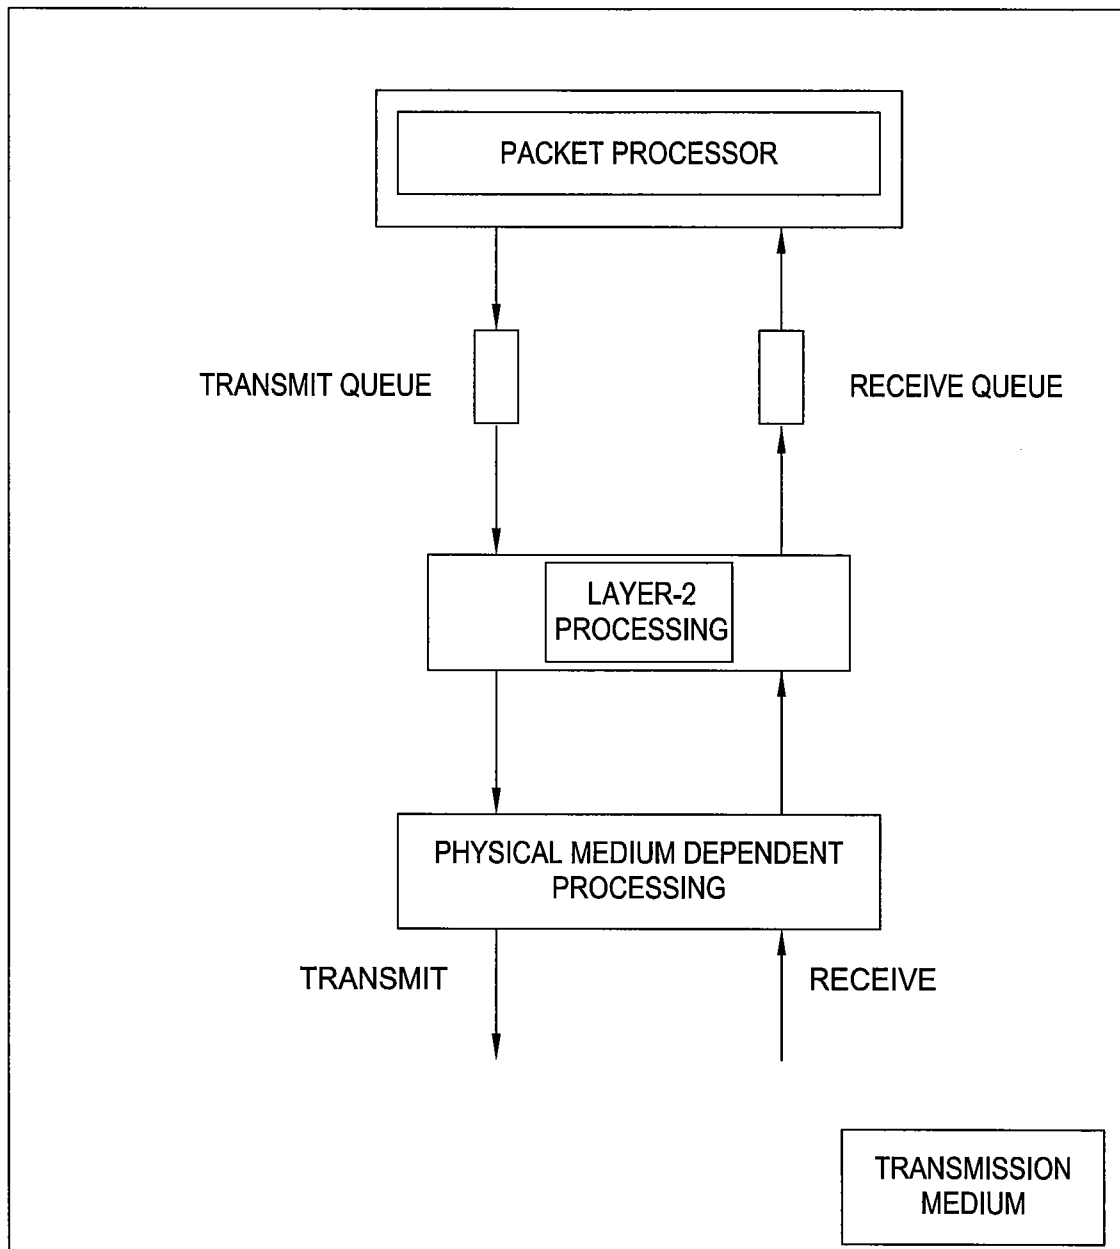 PACKET PROCESSOR
TRANSMIT QUEUE
RECEIVE QUEUE
LAYER-2
PROCESSING
PHYSICAL MEDIUM DEPENDENT
PROCESSING
TRANSMIT
RECEIVE
TRANSMISSION
MEDIUM